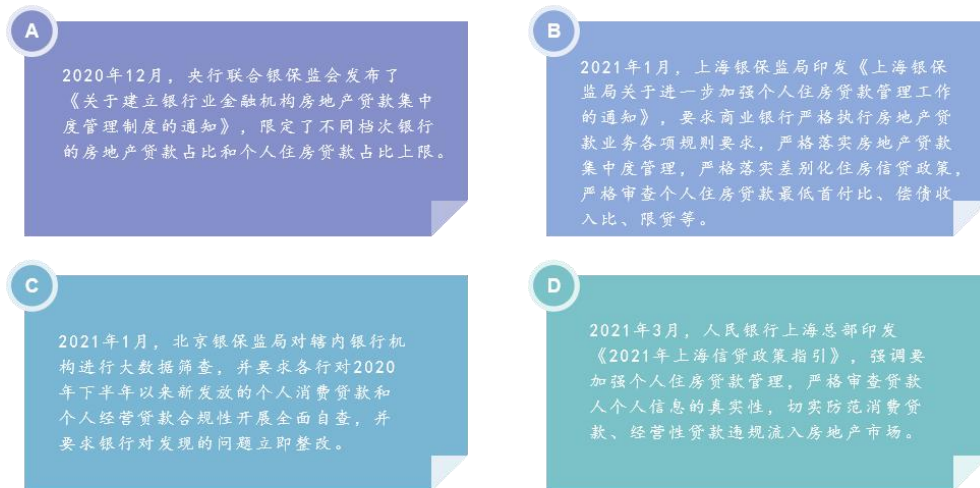 A
2020年12月，央行联合银保监会发布了
《关于建立银行业金融机构房地产贷款集中
度管理制度的通知》，限定了不同档次银行
的房地产贷款占比和个人住房贷款占比上限。
B
2021年1月，上海银保监局印发《上海银保
监局关于进一步加强个人住房贷款管理工作
的通知》，要求商业银行严格执行房地产贷
款业务各项规则要求，严格落实房地产贷款
集中度管理，严格落实差别化住房信贷政策，
严格审查个人住房贷款最低首付比、偿债收
入比、限贷等。
C
2021年1月，北京银保监局对辖内银行机
构进行大数据筛查，并要求各行对2020
年下半年以来新发放的个人消费贷款和
个人经营贷款合规性开展全面自查，并
要求银行对发现的问题立即整改。
D
2021年3月，人民银行上海总部印发
《2021年上海信贷政策指引》，强调要
加强个人住房贷款管理，严格审查贷款
人个人信息的真实性，切实防范消费贷
款、经营性贷款违规流入房地产市场。